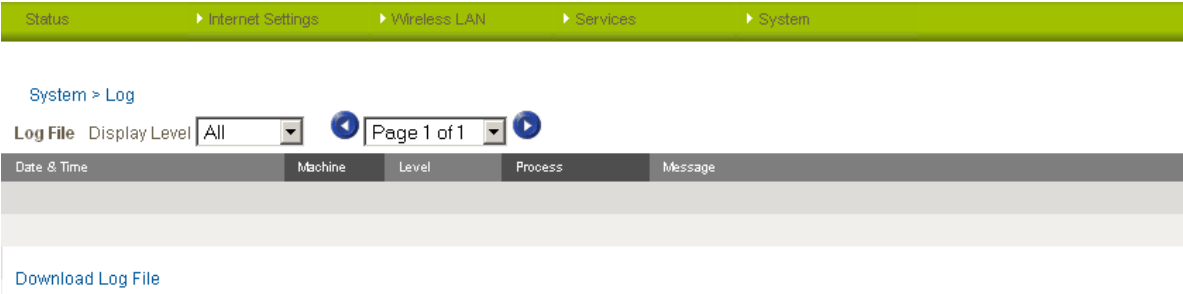 Status Internet Settings Wireless LAN Services System
System > Log
Log File Display Level All Page 1 of 1
Date & Time Machine Level Process Message
Download Log File